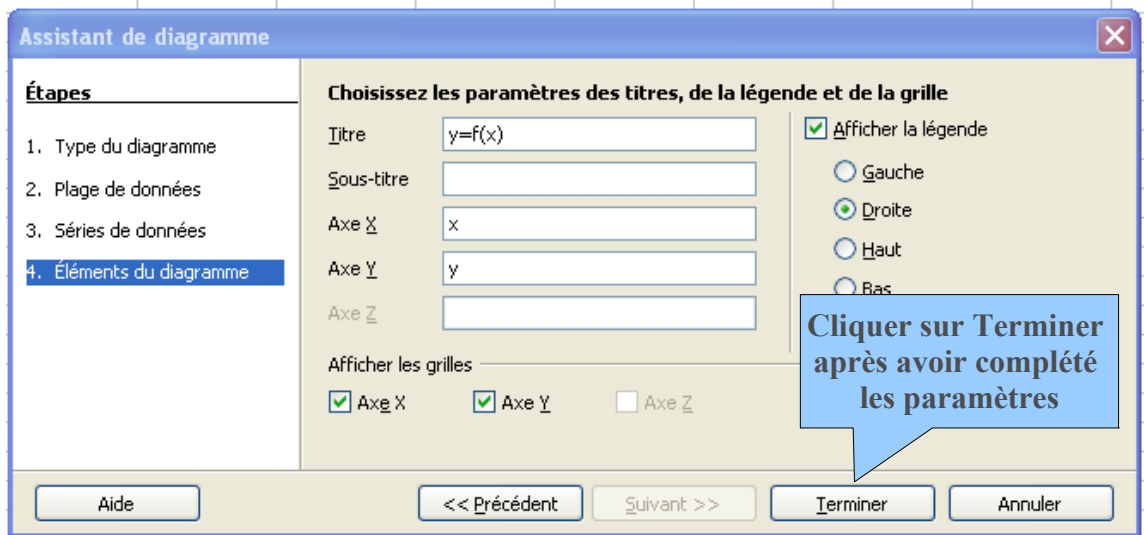 Assistant de diagramme
Étapes
1. Type du diagramme
2. Plage de données
3. Séries de données
4. Éléments du diagramme
Choisissez les paramètres des titres, de la légende et de la grille
Titre y=f(x)
Sous-titre
Axe X x
Axe Y y
Axe Z
Afficher la légende
Gauche
Droite
Haut
Bas
Afficher les grilles
Axe X Axe Y Axe Z
Cliquer sur Terminer
après avoir complété
les paramètres
Aide << Précédent Suivant >> Terminer Annuler